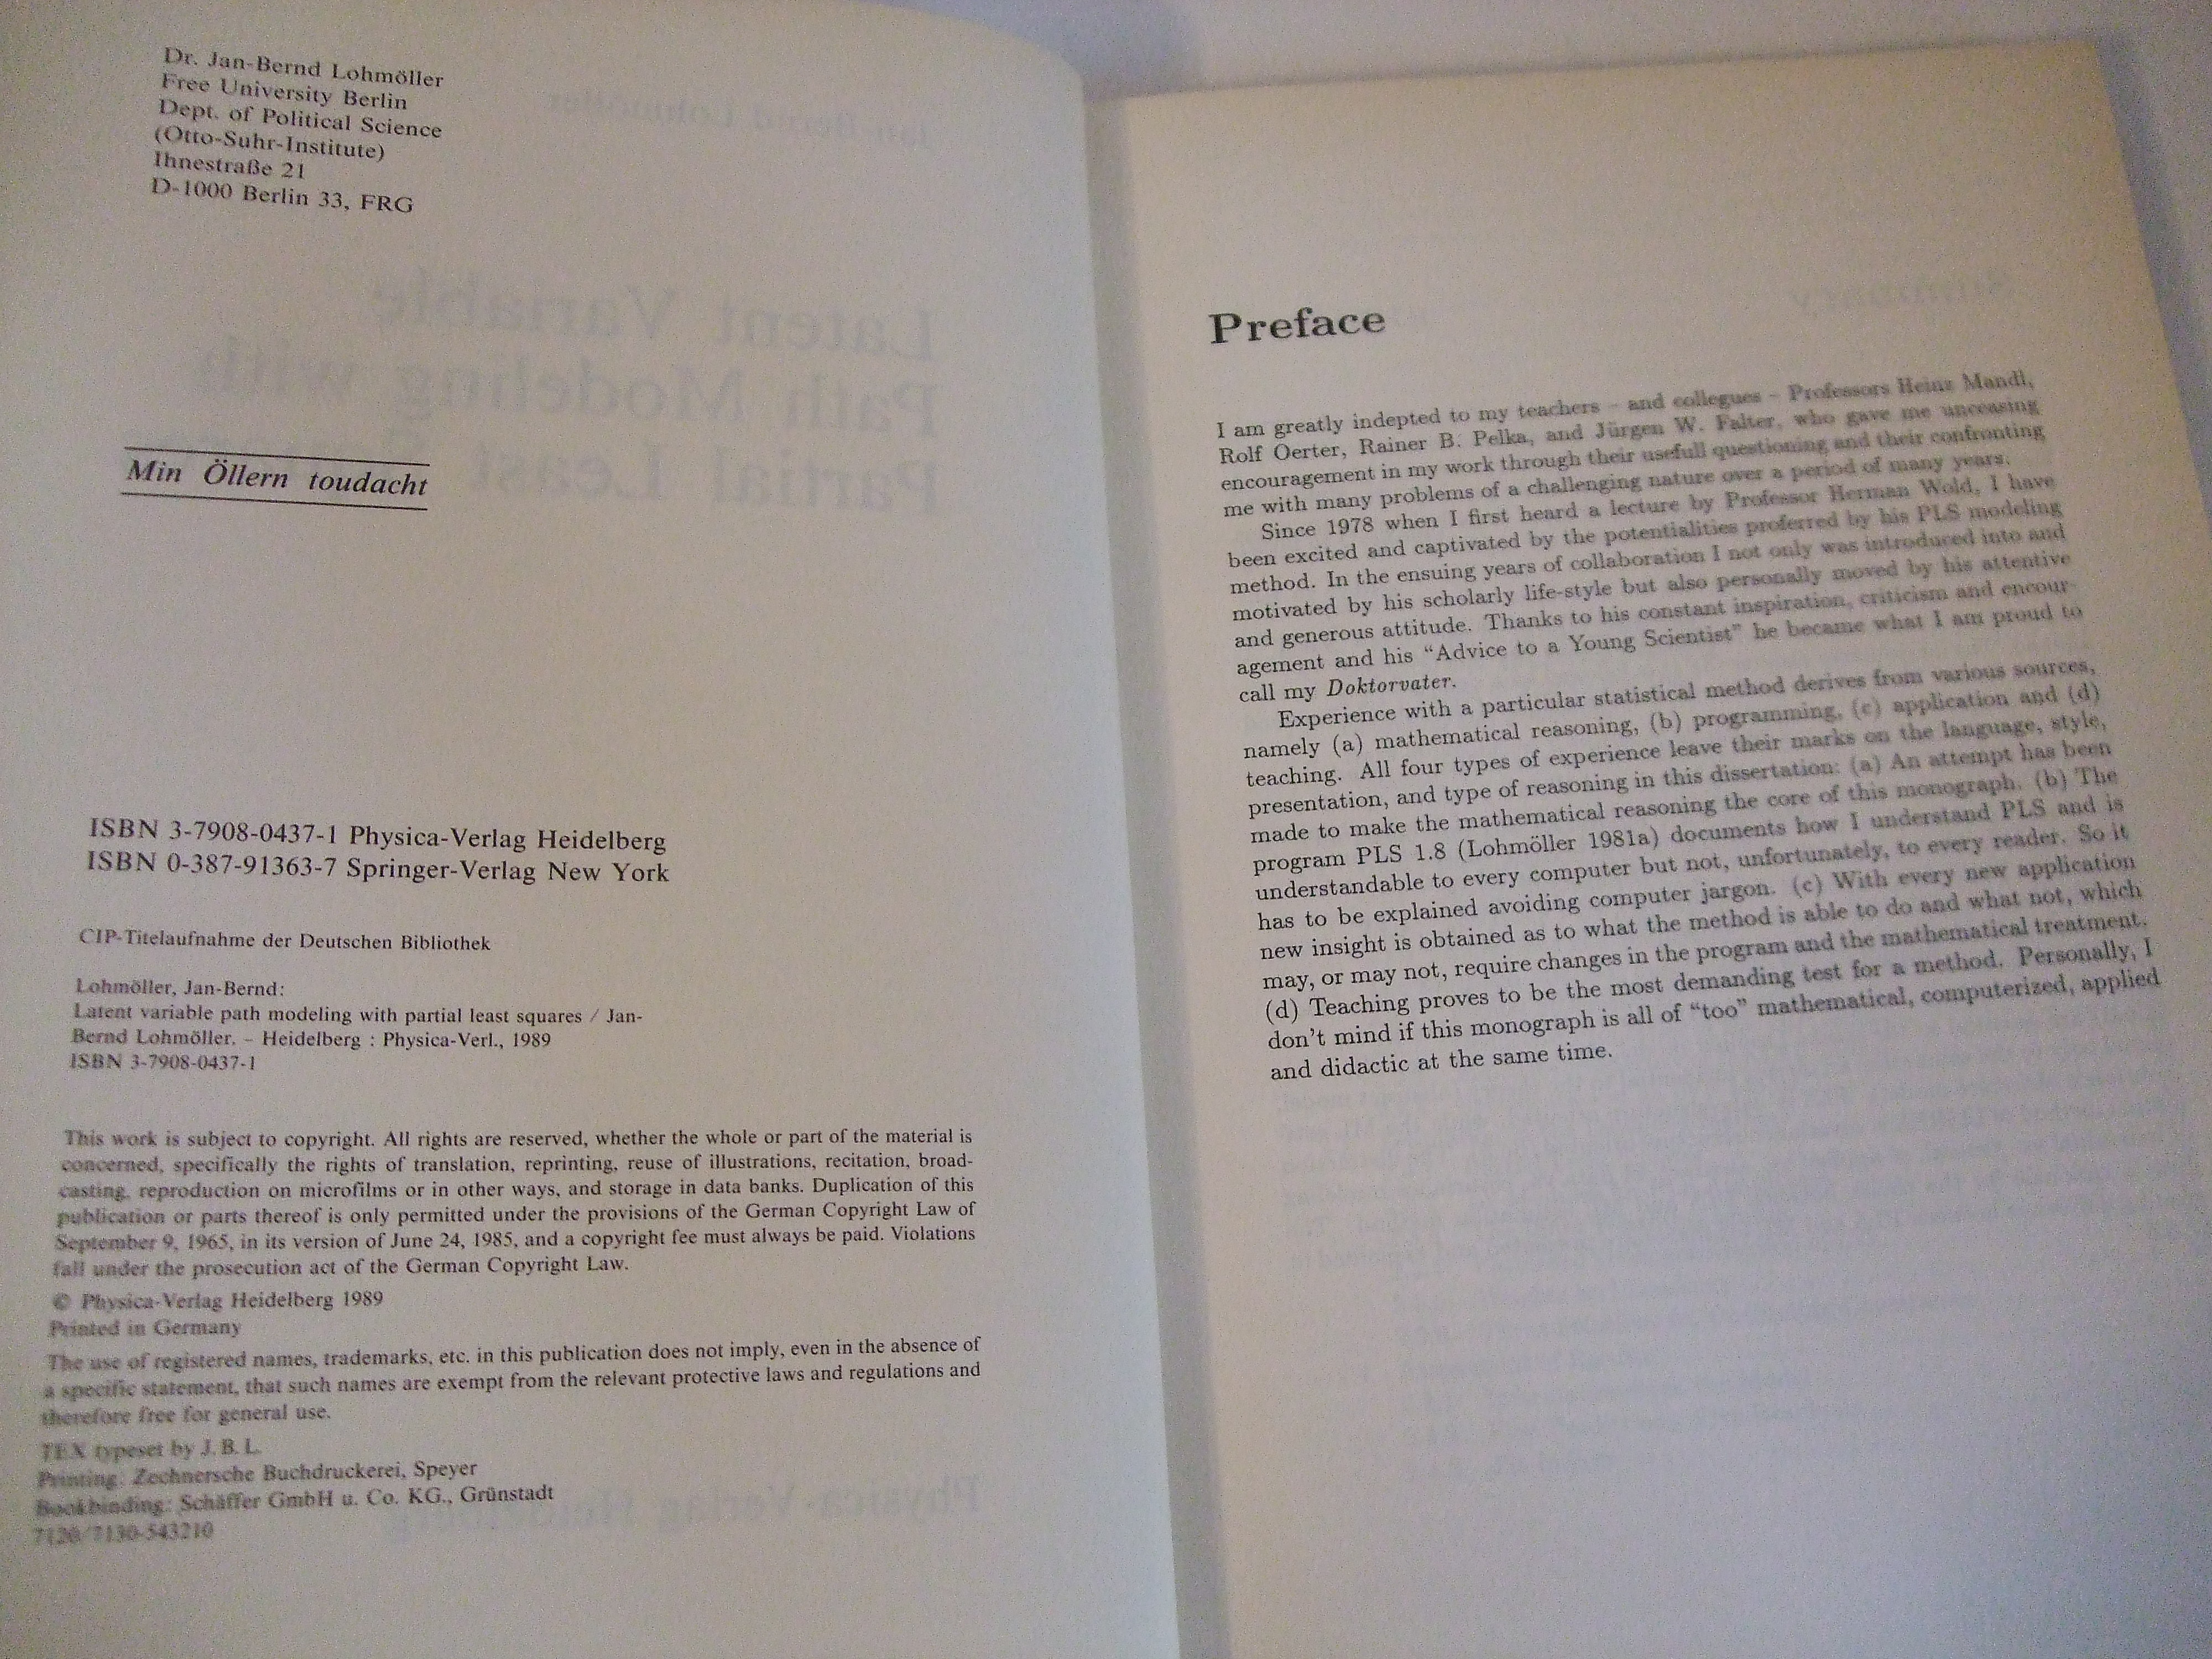 Dr. Jan-Bernd Lohmöller
Free University Berlin
Dept. of Political Science
(Otto-Suhr-Institute)
Ihnestraße 21
D-1000 Berlin 33, FRG
Min Öllern toudacht
ISBN 3-7908-0437-1 Physica-Verlag Heidelberg
ISBN 0-387-91363-7 Springer-Verlag New York
CIP-Titelaufnahme der Deutschen Bibliothek
Lohmöller, Jan-Bernd:
Latent variable path modeling with partial least squares / Jan-
Bernd Lohmöller. – Heidelberg : Physica-Verl., 1989
ISBN 3-7908-0437-1
This work is subject to copyright. All rights are reserved, whether the whole or part of the material is
concerned, specifically the rights of translation, reprinting, reuse of illustrations, recitation, broad-
casting, reproduction on microfilms or in other ways, and storage in data banks. Duplication of this
publication or parts thereof is only permitted under the provisions of the German Copyright Law of
September 9, 1965, in its version of June 24, 1985, and a copyright fee must always be paid. Violations
fall under the prosecution act of the German Copyright Law.
© Physica-Verlag Heidelberg 1989
Printed in Germany
The use of registered names, trademarks, etc. in this publication does not imply, even in the absence of
a specific statement, that such names are exempt from the relevant protective laws and regulations and
therefore free for general use.
TEX typeset by J. B. L.
Printing: Zechnersche Buchdruckerei, Speyer
Bookbinding: Schäffer GmbH u. Co. KG., Grünstadt
7120/7130-543210
Preface
I am greatly indepted to my teachers – and collegues – Professors Heinz Mandl,
Rolf Oerter, Rainer B. Pelka, and Jürgen W. Falter, who gave me unceasing
encouragement in my work through their usefull questioning and their confronting
me with many problems of a challenging nature over a period of many years.
Since 1978 when I first heard a lecture by Professor Herman Wold, I have
been excited and captivated by the potentialities proferred by his PLS modeling
method. In the ensuing years of collaboration I not only was introduced into and
motivated by his scholarly life-style but also personally moved by his attentive
and generous attitude. Thanks to his constant inspiration, criticism and encour-
agement and his “Advice to a Young Scientist” he became what I am proud to
call my Doktorvater.
Experience with a particular statistical method derives from various sources,
namely (a) mathematical reasoning, (b) programming, (c) application and (d)
teaching. All four types of experience leave their marks on the language, style,
presentation, and type of reasoning in this dissertation: (a) An attempt has been
made to make the mathematical reasoning the core of this monograph. (b) The
program PLS 1.8 (Lohmöller 1981a) documents how I understand PLS and is
understandable to every computer but not, unfortunately, to every reader. So it
has to be explained avoiding computer jargon. (c) With every new application
new insight is obtained as to what the method is able to do and what not, which
may, or may not, require changes in the program and the mathematical treatment.
(d) Teaching proves to be the most demanding test for a method. Personally, I
don’t mind if this monograph is all of “too” mathematical, computerized, applied
and didactic at the same time.